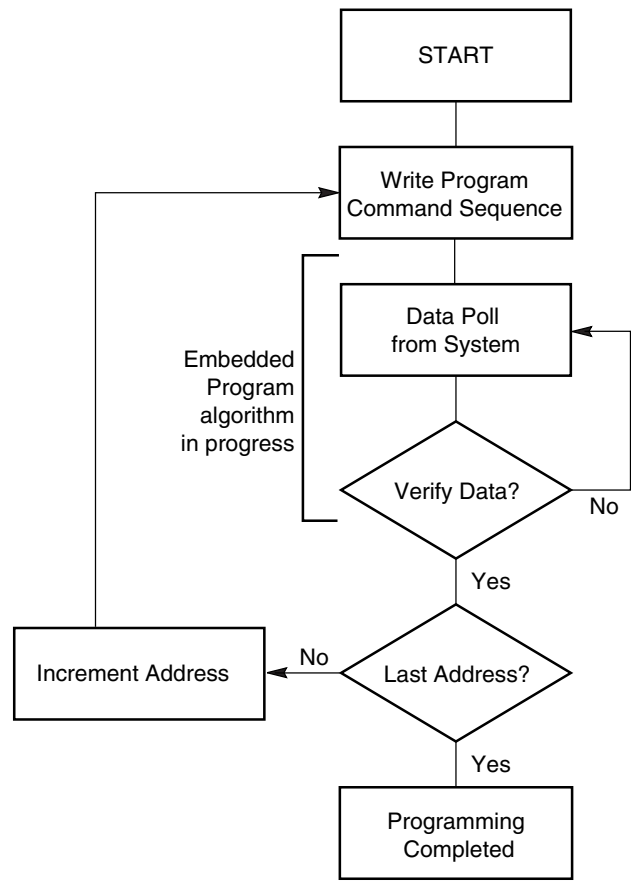 START
Write Program
Command Sequence
Data Poll
from System
Embedded
Program
algorithm
in progress
Verify Data?
No
Yes
Increment Address
No
Last Address?
Yes
Programming
Completed